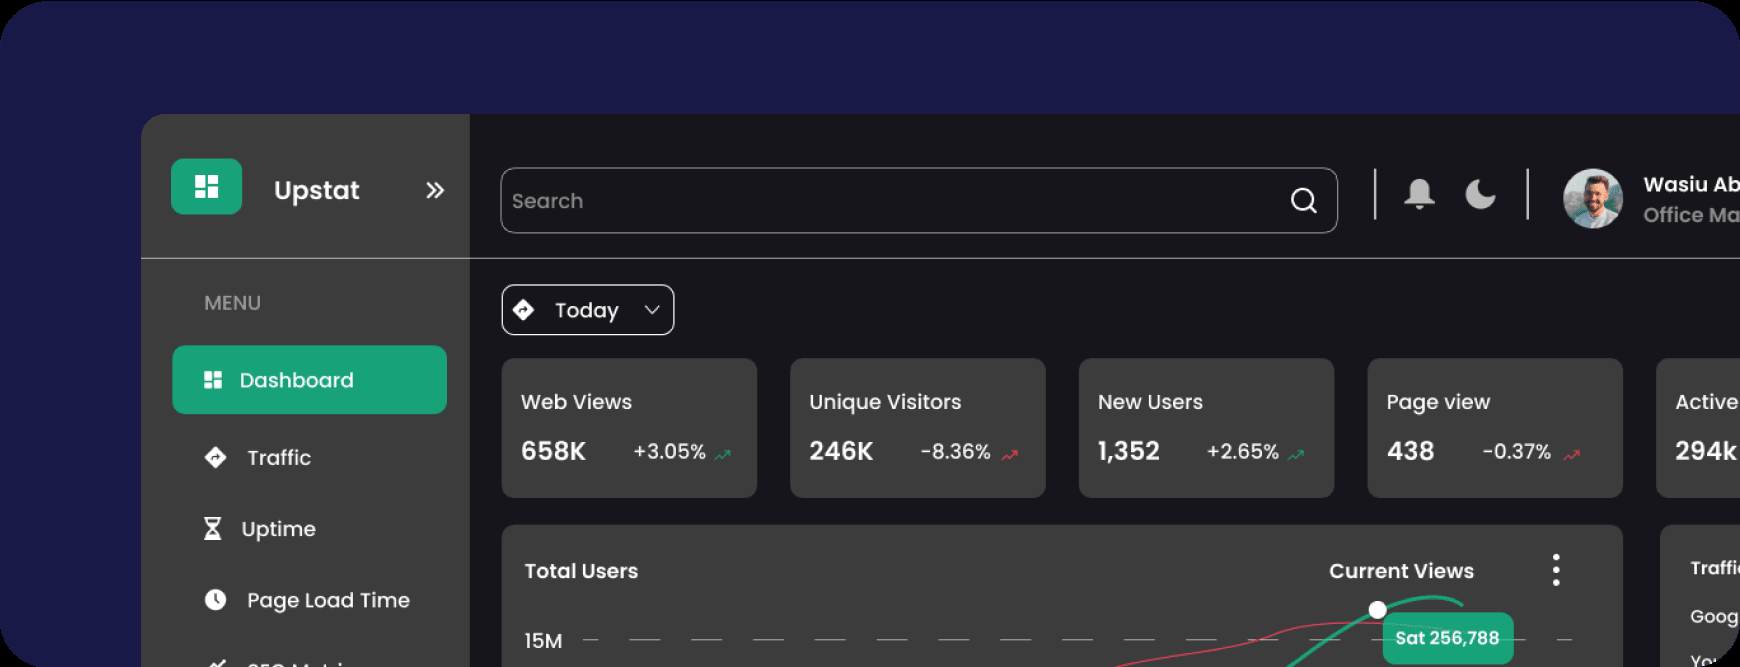 Upstat
Search
Wasiu Ab
Office Ma
MENU
Today
Dashboard
Traffic
Uptime
Page Load Time
Web Views
658K +3.05%
Unique Visitors
246K -8.36%
New Users
1,352 +2.65%
Page view
438 -0.37%
Active
294k
Total Users
Current Views
15M
Sat 256,788
Traffi
Goog